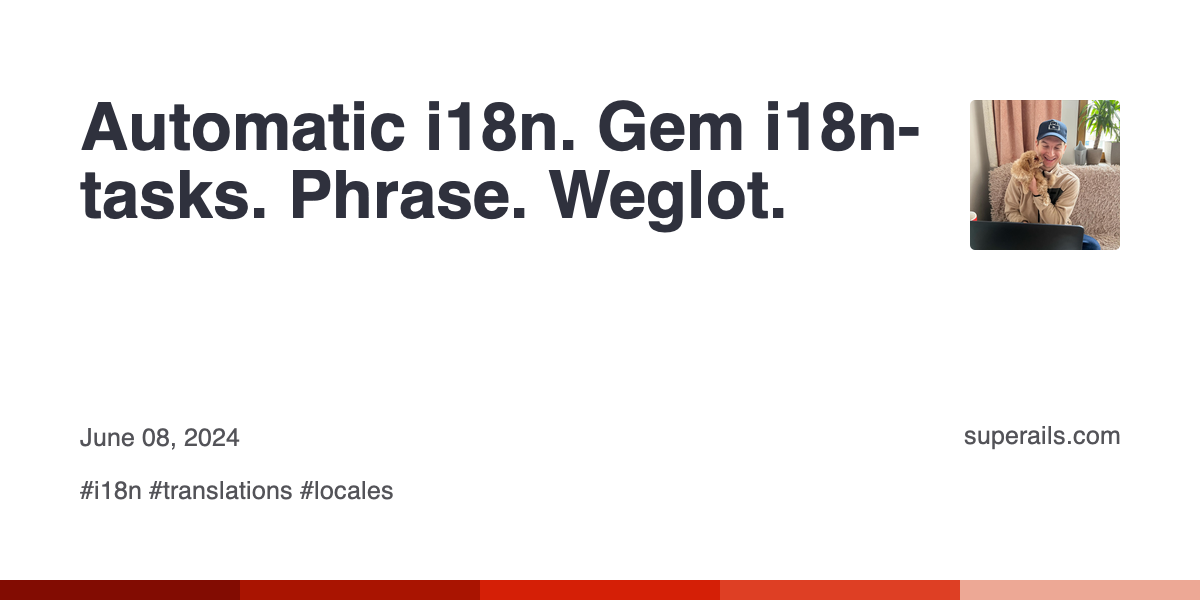 Automatic i18n. Gem i18n-
tasks. Phrase. Weglot.
June 08, 2024
superails.com
#i18n #translations #locales